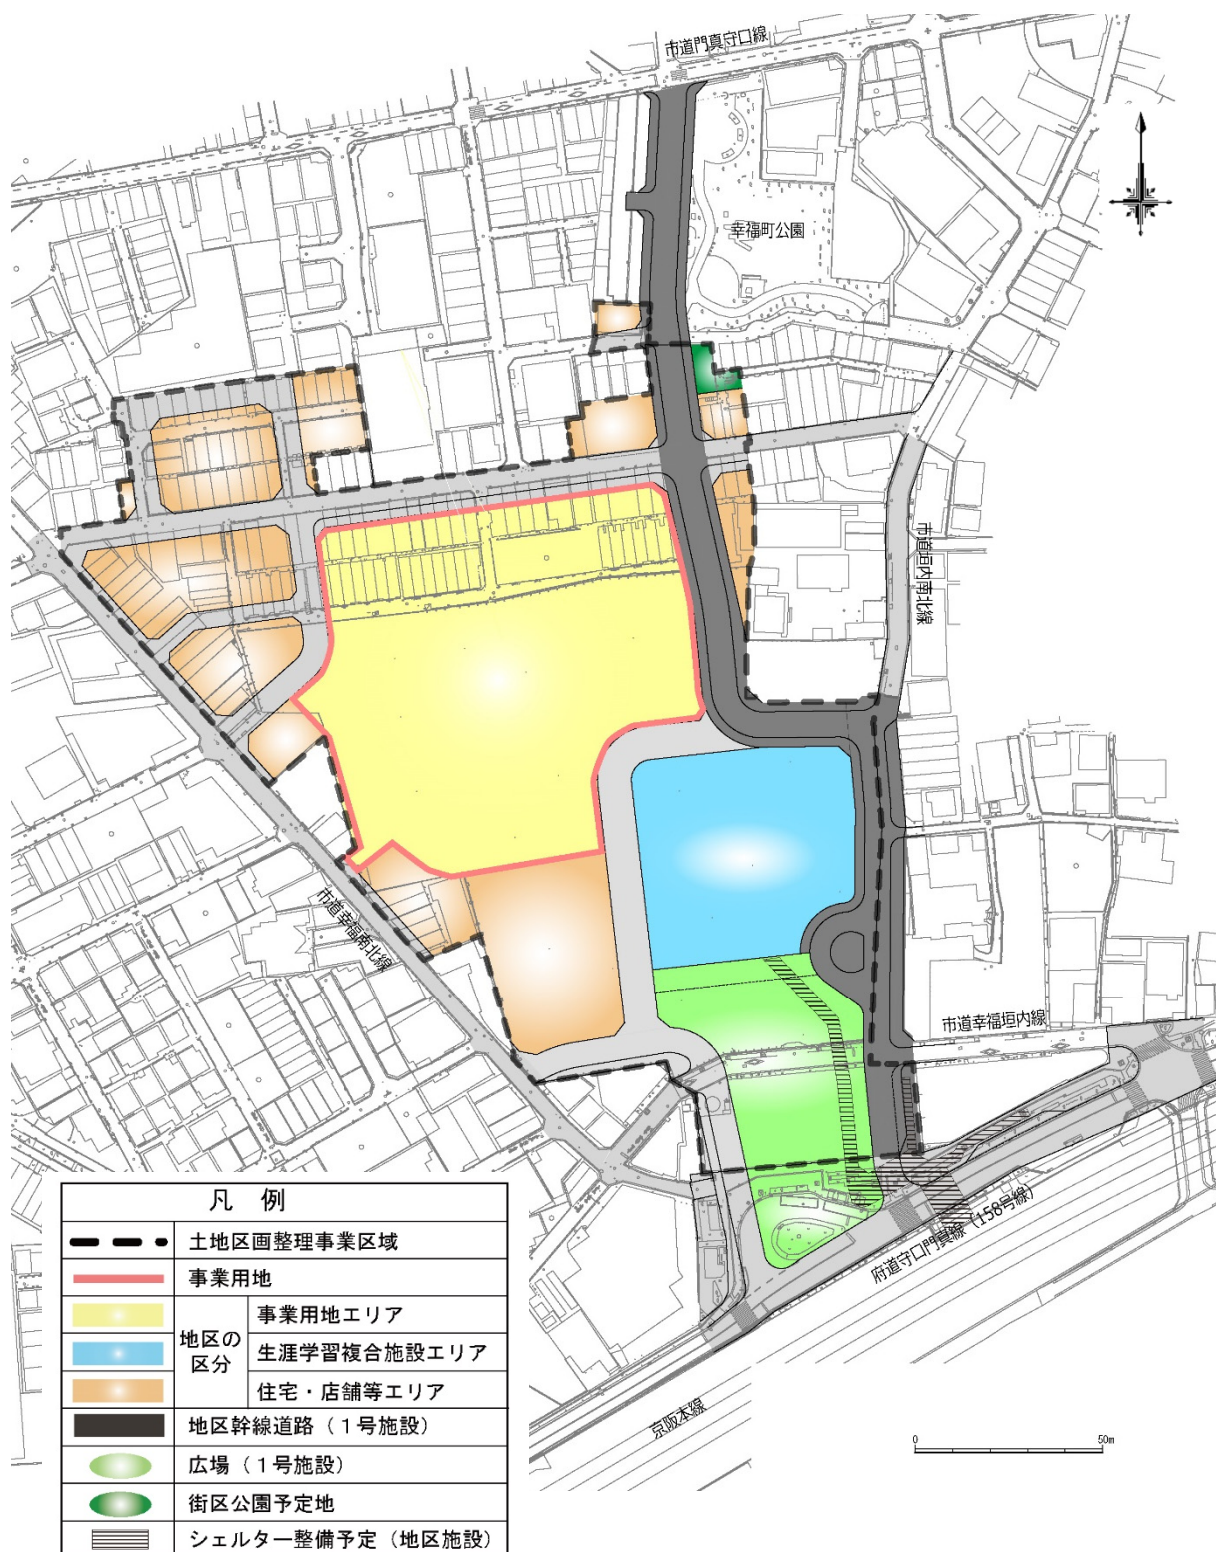 市道門真守口線
幸福町公園
市道垣内南北線
市道幸福南北線
市道幸福垣内線
府道守口門真線（158号線）
京阪本線
0 50m
凡 例
土地区画整理事業区域
事業用地
地区の区分
事業用地エリア
生涯学習複合施設エリア
住宅・店舗等エリア
地区幹線道路（１号施設）
広場（１号施設）
街区公園予定地
シェルター整備予定（地区施設）